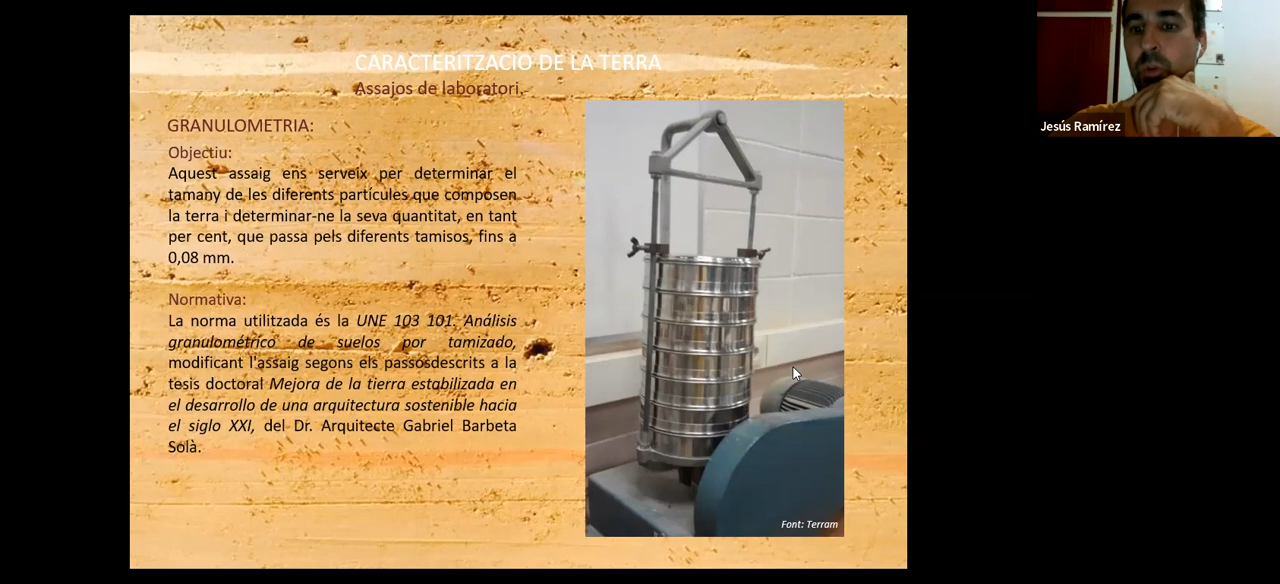 CARACTERITZACIO DE LA TERRA
Assajos de laboratori.
GRANULOMETRIA:
Objectiu:
Aquest assaig ens serveix per determinar el
tamany de les diferents partícules que composen
la terra i determinar-ne la seva quantitat, en tant
per cent, que passa pels diferents tamisos, fins a
0,08 mm.
Normativa:
La norma utilitzada és la UNE 103 101. Análisis
granulométrico de suelos por tamizado,
modificant l'assaig segons els passosdescrits a la
tesis doctoral Mejora de la tierra estabilizada en
el desarrollo de una arquitectura sostenible hacia
el siglo XXI, del Dr. Arquitecte Gabriel Barbeta
Solà.
Font: Terram
Jesús Ramírez